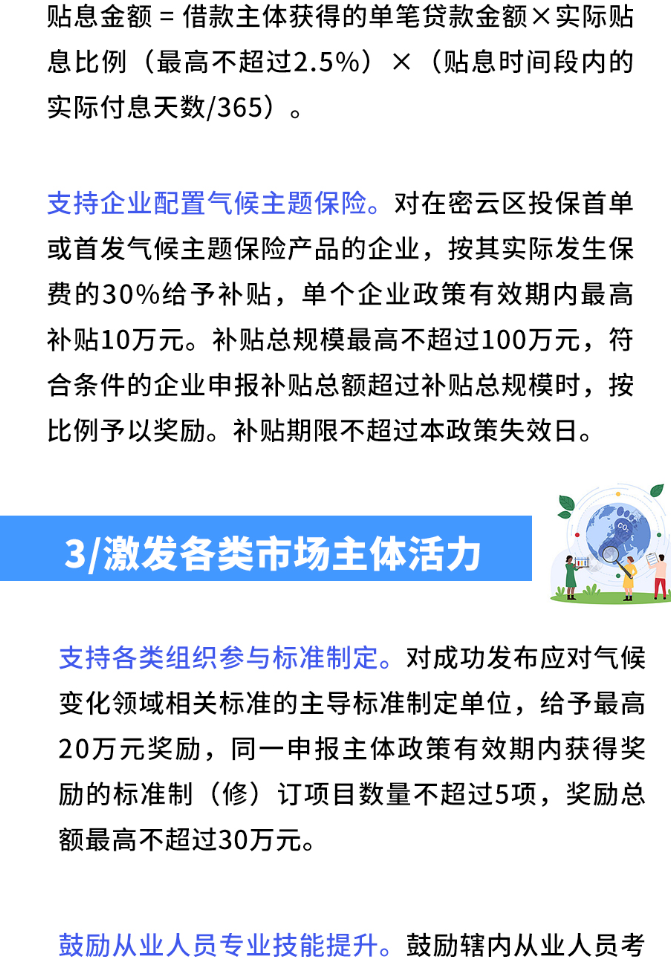 贴息金额 = 借款主体获得的单笔贷款金额×实际贴
息比例（最高不超过2.5%）×（贴息时间段内的
实际付息天数/365）。
支持企业配置气候主题保险。对在密云区投保首单
或首发气候主题保险产品的企业，按其实际发生保
费的30%给予补贴，单个企业政策有效期内最高
补贴10万元。补贴总规模最高不超过100万元，符
合条件的企业申报补贴总额超过补贴总规模时，按
比例予以奖励。补贴期限不超过本政策失效日。
CO₂
3/激发各类市场主体活力
支持各类组织参与标准制定。对成功发布应对气候
变化领域相关标准的主导标准制定单位，给予最高
20万元奖励，同一申报主体政策有效期内获得奖
励的标准制（修）订项目数量不超过5项，奖励总
额最高不超过30万元。
鼓励从业人员专业技能提升。鼓励辖内从业人员考